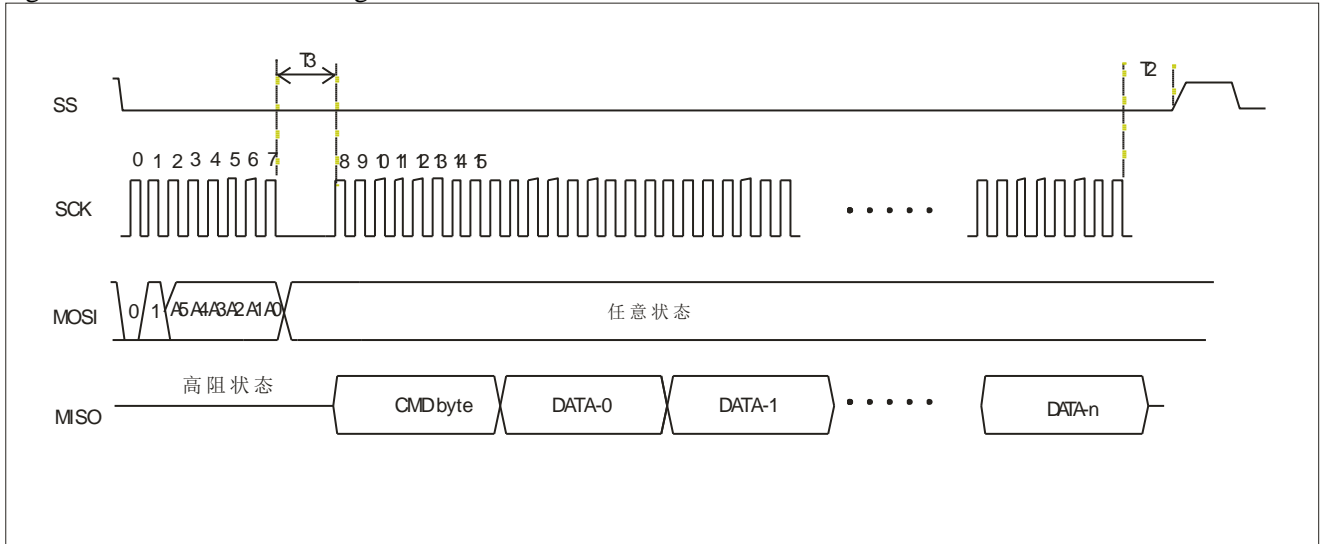 T3
T2
SS
0 1 2 3 4 5 6 7 8 9 10 11 12 13 14 15
SCK
MOSI 0 1 A5 A4 A3 A2 A1 A0 任意状态
高阻状态
MISO CMD byte DATA-0 DATA-1 DATA-n